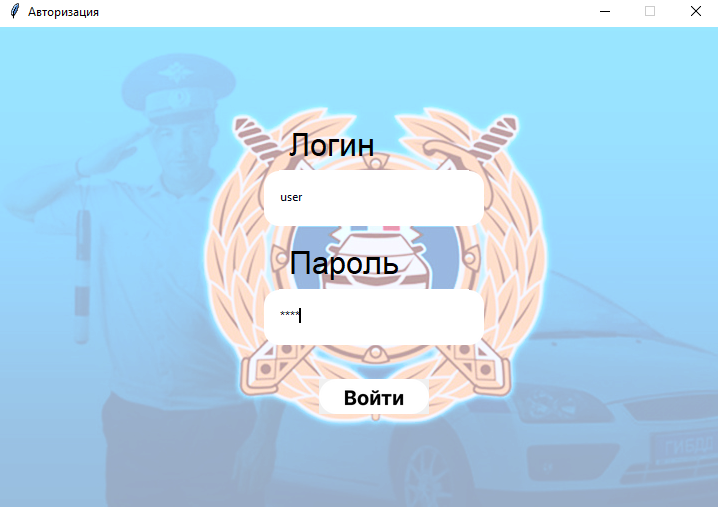 Авторизация
Логин
user
Пароль
****
Войти
ГИБДД